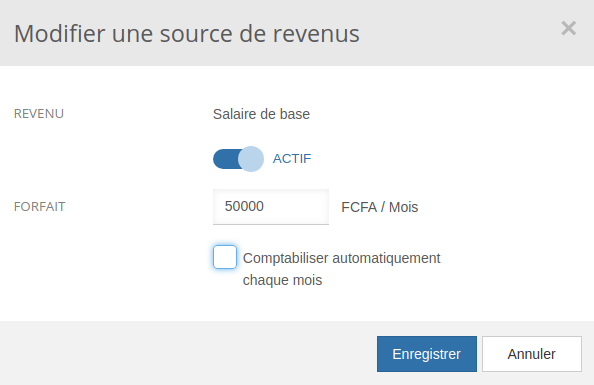 Modifier une source de revenus
×
REVENU
Salaire de base
ACTIF
FORFAIT
50000
FCFA / Mois
Comptabiliser automatiquement
chaque mois
Enregistrer
Annuler